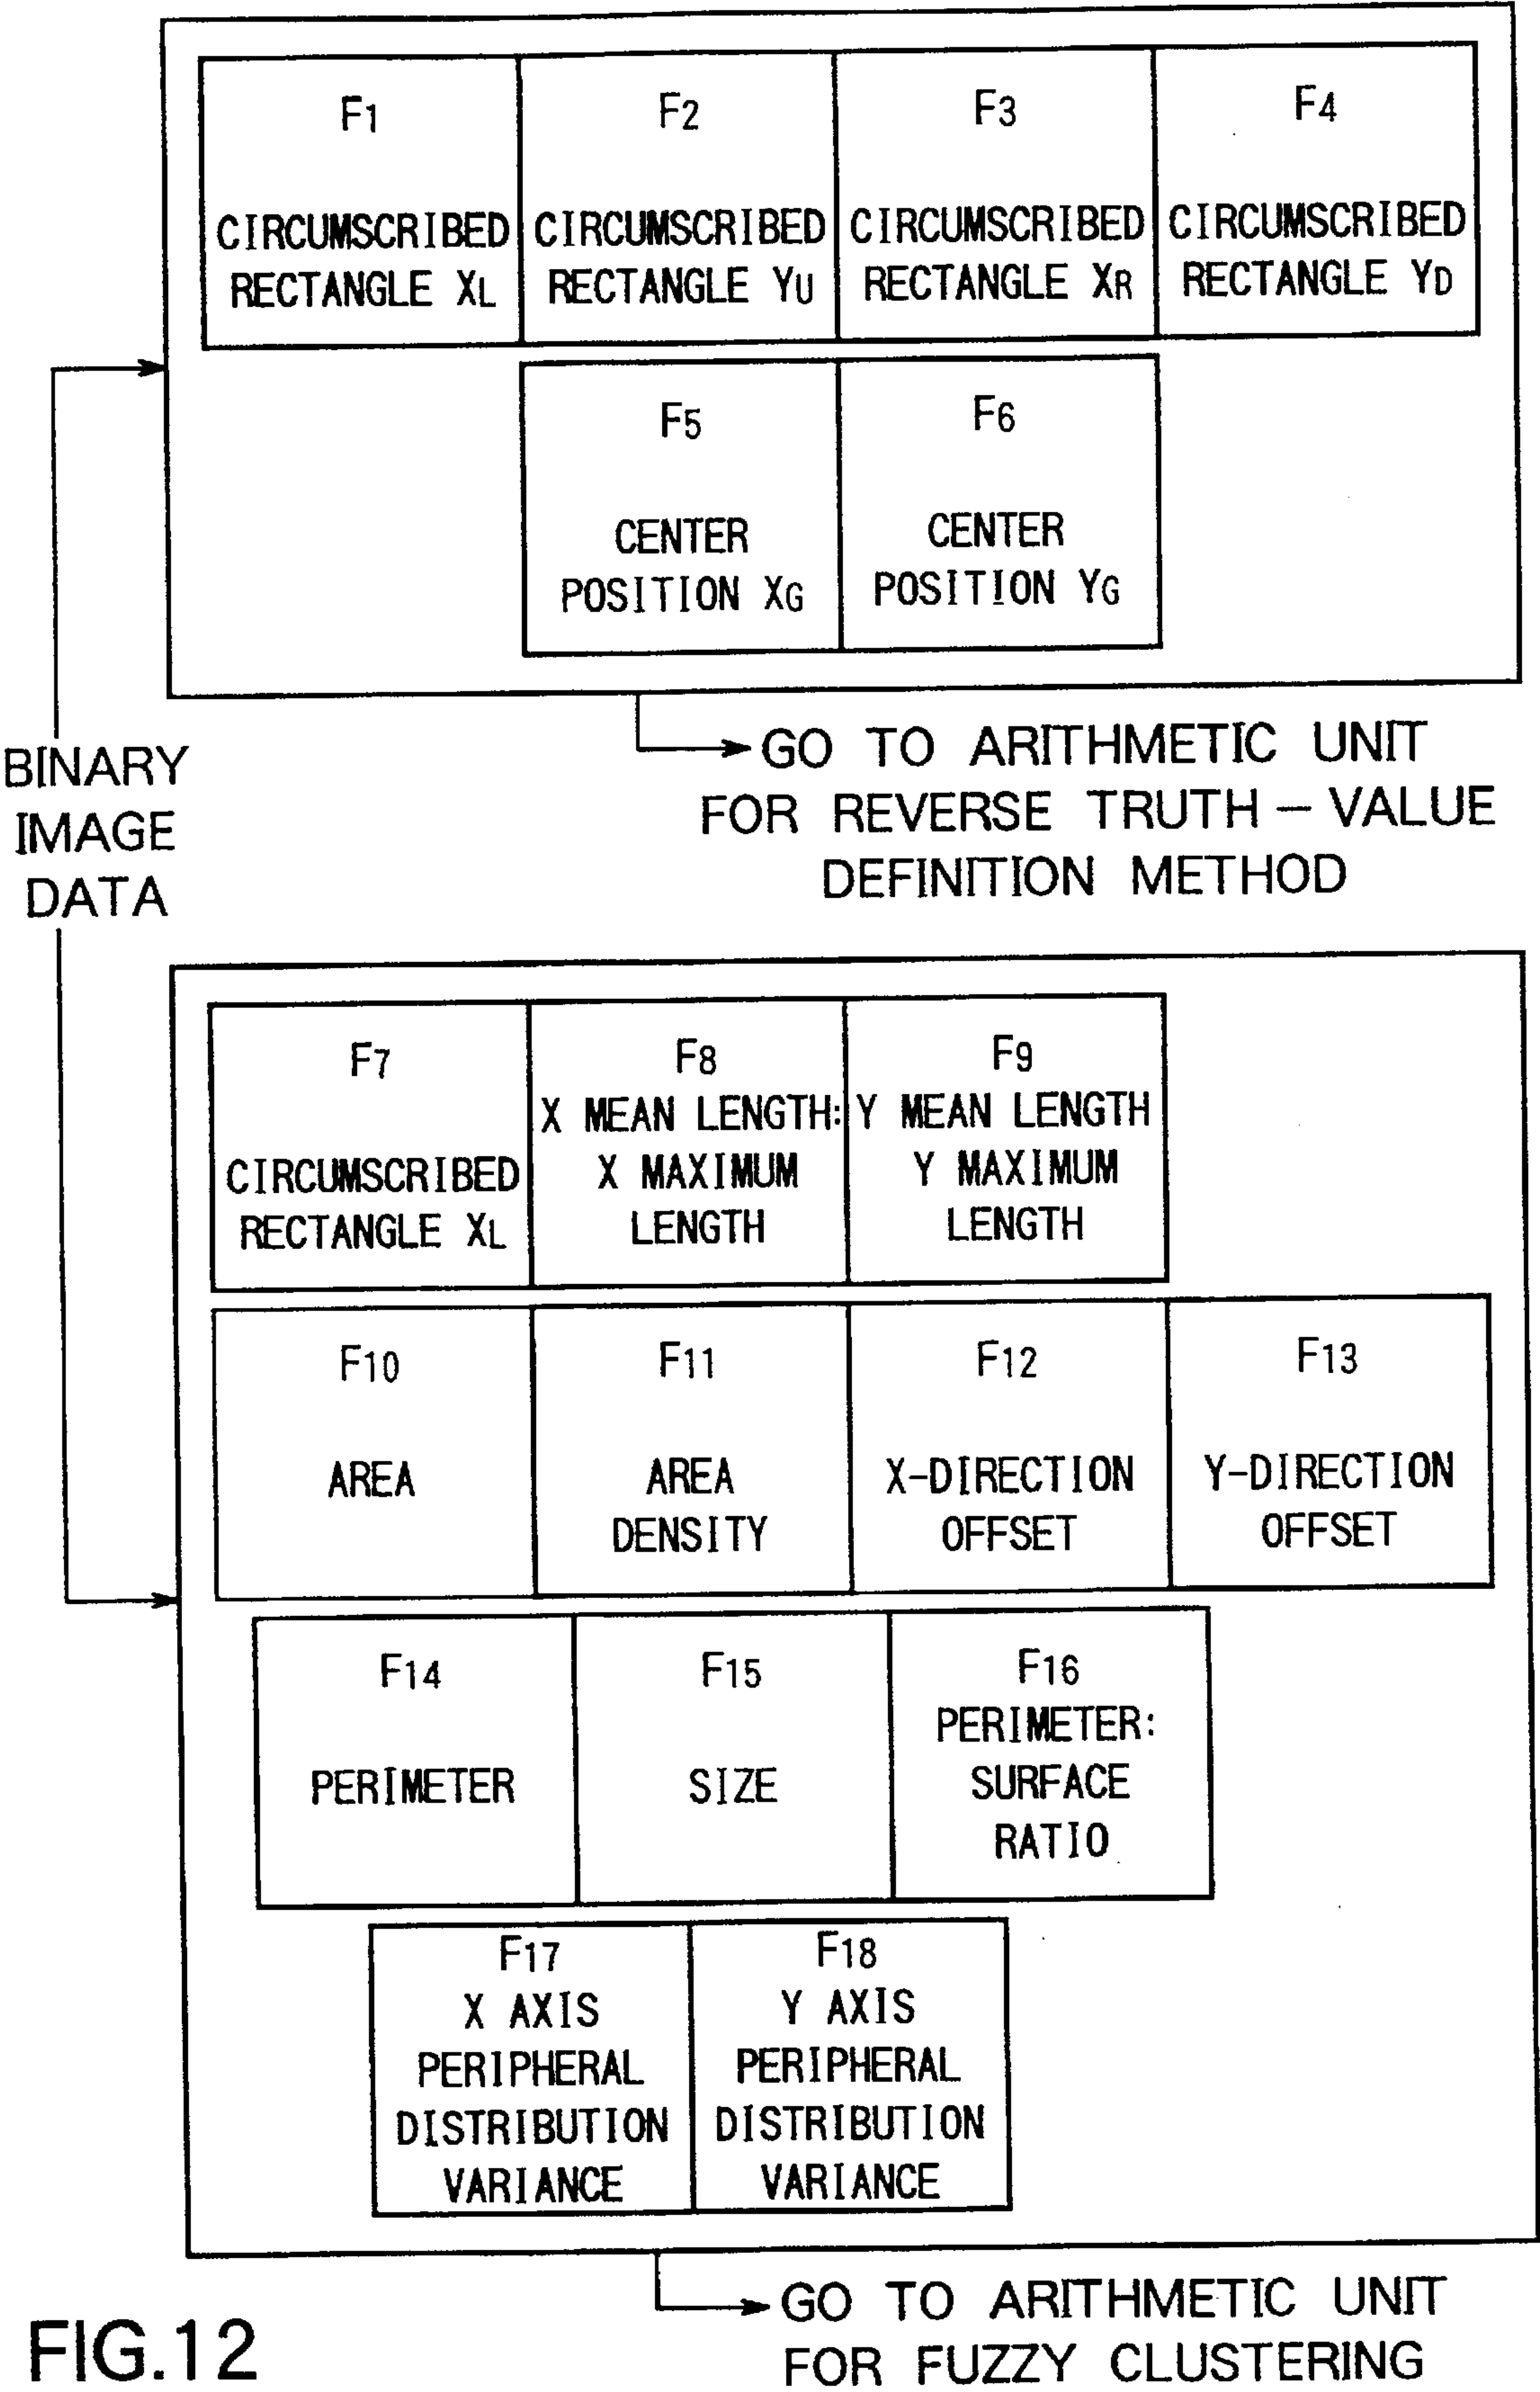 F1
CIRCUMSCRIBED
RECTANGLE XL
F2
CIRCUMSCRIBED
RECTANGLE YU
F3
CIRCUMSCRIBED
RECTANGLE XR
F4
CIRCUMSCRIBED
RECTANGLE YD
F5
CENTER
POSITION XG
F6
CENTER
POSITION YG
GO TO ARITHMETIC UNIT
FOR REVERSE TRUTH-VALUE
DEFINITION METHOD
BINARY
IMAGE
DATA
F7
CIRCUMSCRIBED
RECTANGLE XL
F8
X MEAN LENGTH:
X MAXIMUM
LENGTH
F9
Y MEAN LENGTH
Y MAXIMUM
LENGTH
F10
AREA
F11
AREA
DENSITY
F12
X-DIRECTION
OFFSET
F13
Y-DIRECTION
OFFSET
F14
PERIMETER
F15
SIZE
F16
PERIMETER:
SURFACE
RATIO
F17
X AXIS
PERIPHERAL
DISTRIBUTION
VARIANCE
F18
Y AXIS
PERIPHERAL
DISTRIBUTION
VARIANCE
GO TO ARITHMETIC UNIT
FOR FUZZY CLUSTERING
FIG.12